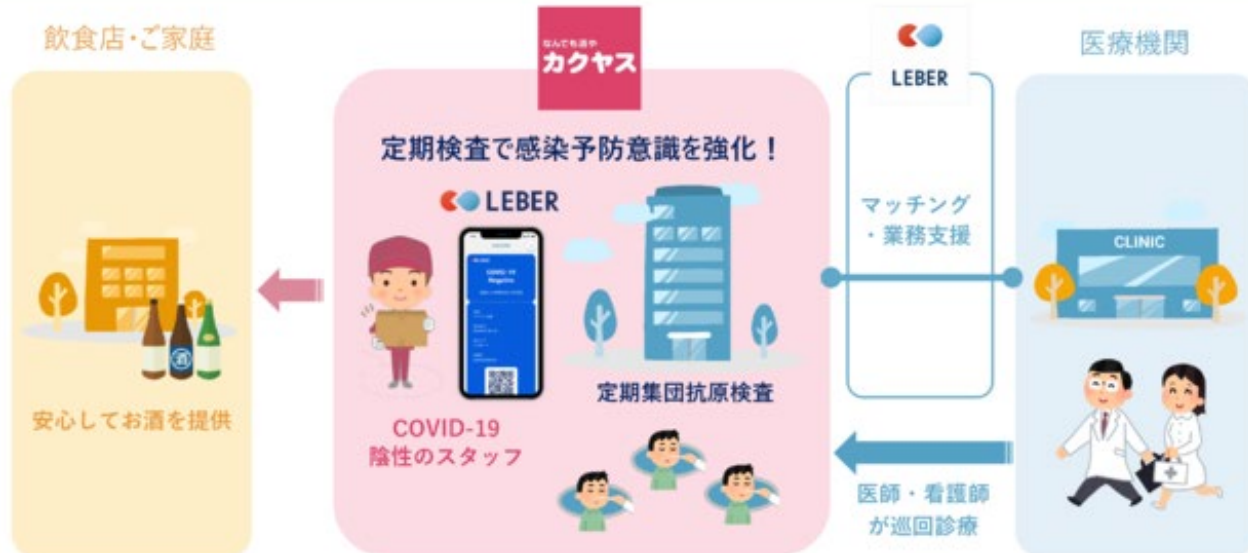 飲食店・ご家庭
安心してお酒を提供
なんでも酒や
カクヤス
定期検査で感染予防意識を強化！
LEBER
COVID-19
Negative
COVID-19
陰性のスタッフ
定期集団抗原検査
酒
LEBER
マッチング
・業務支援
医師・看護師
が巡回診療
医療機関
CLINIC